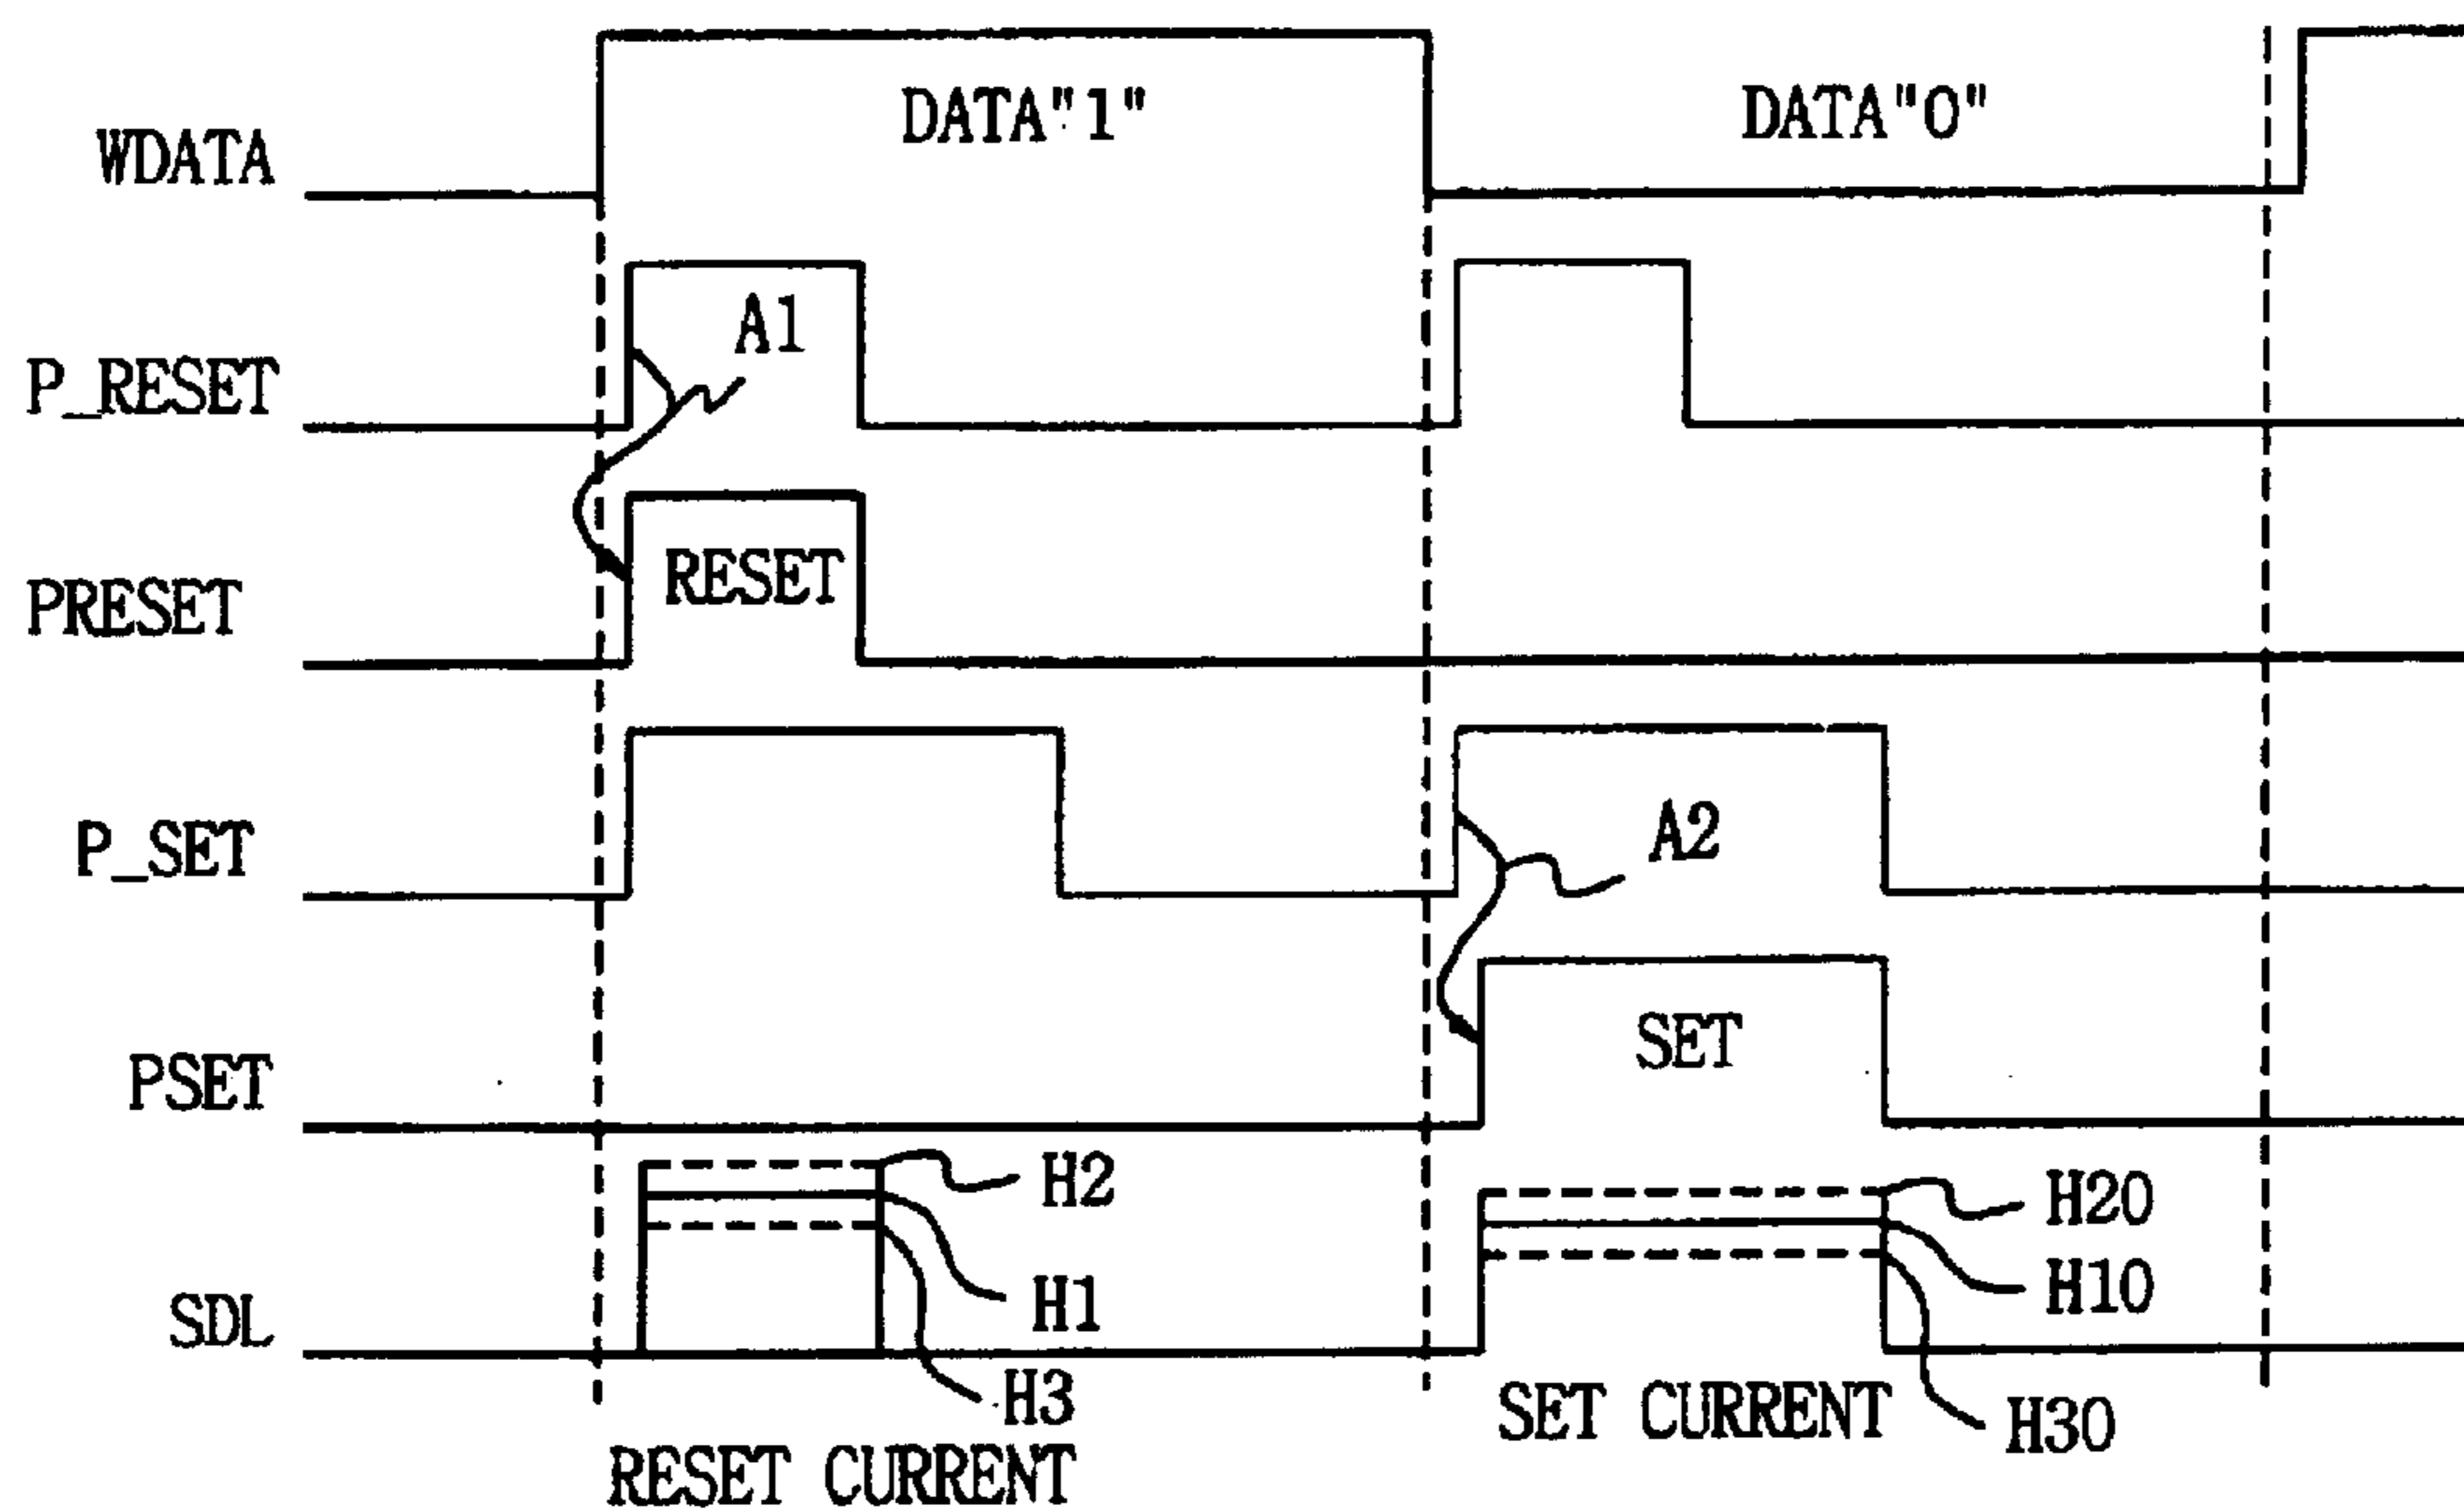 WDATA
DATA"1"
DATA"0"
P_RESET
A1
PRESET
RESET
P_SET
A2
PSET
SET
SDL
H2
H1
H3
RESET CURRENT
H20
H10
H30
SET CURRENT